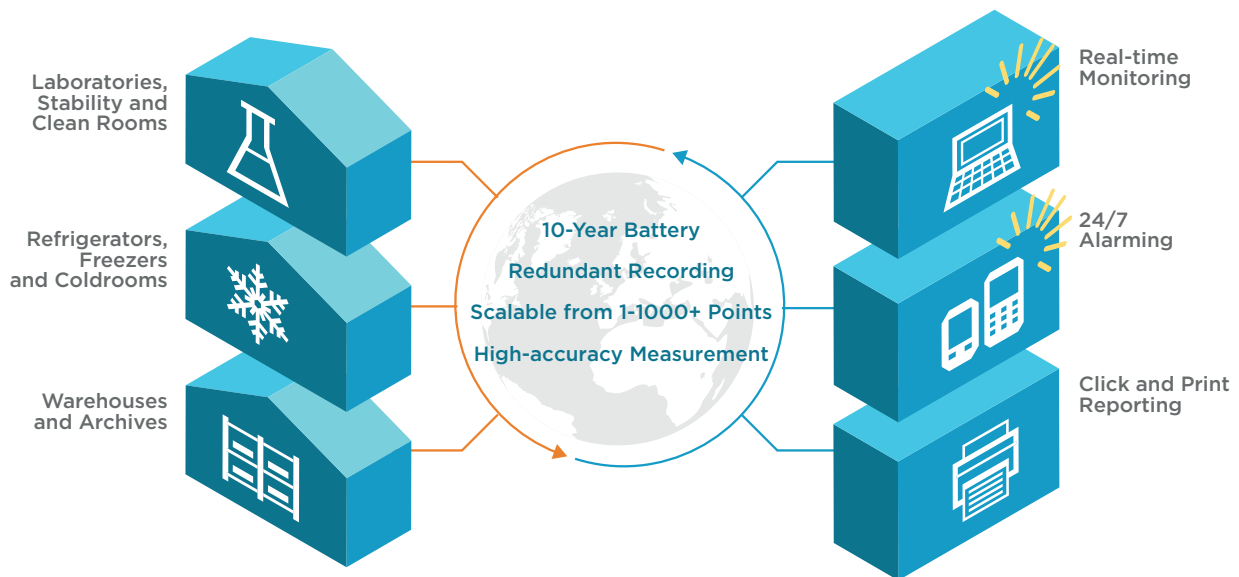 Laboratories,
Stability and
Clean Rooms
Refrigerators,
Freezers
and Coldrooms
Warehouses
and Archives
10-Year Battery
Redundant Recording
Scalable from 1-1000+ Points
High-accuracy Measurement
Real-time
Monitoring
24/7
Alarming
Click and Print
Reporting